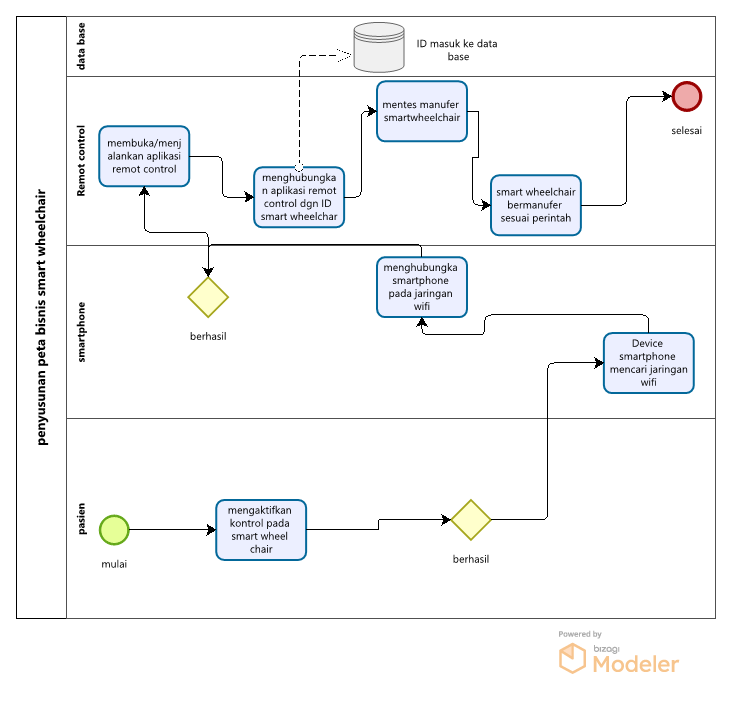 penyusunan peta bisnis smart wheelchair
data base
ID masuk ke data
base
Remot control
membuka/menj
alankan aplikasi
remot control
menghubungka
n aplikasi remot
control dgn ID
smart wheelchar
mentes manufer
smartwheelchair
smart wheelchair
bermanufer
sesuai perintah
selesai
smartphone
berhasil
menghubungka
smartphone
pada jaringan
wifi
Device
smartphone
mencari jaringan
wifi
pasien
mulai
mengaktifkan
kontrol pada
smart wheel
chair
berhasil
Powered by
bizagi
Modeler